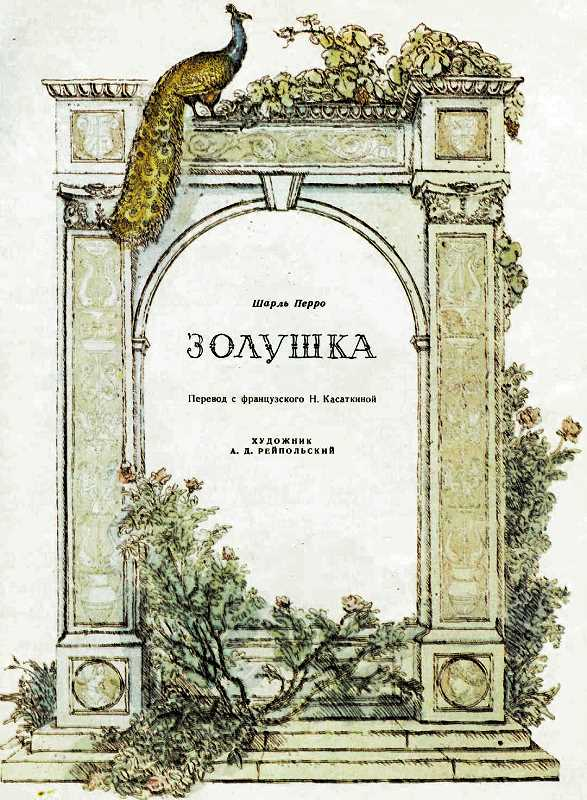 Шарль Перро
ЗОЛУШКА
Перевод с французского Н. Касаткиной
ХУДОЖНИК
А. Д. РЕЙПОЛЬСКИЙ